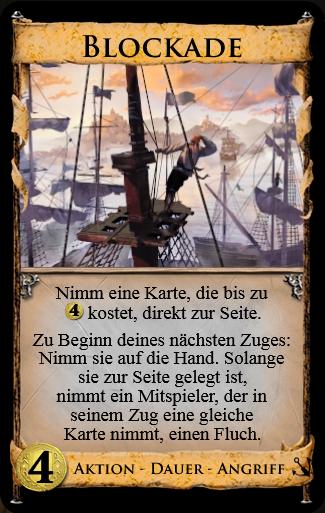 BLOCKADE
Nimm eine Karte, die bis zu
4 kostet, direkt zur Seite.
Zu Beginn deines nächsten Zuges:
Nimm sie auf die Hand. Solange
sie zur Seite gelegt ist,
nimmt ein Mitspieler, der in
seinem Zug eine gleiche
Karte nimmt, einen Fluch.
4 AKTION - DAUER - ANGRIFF